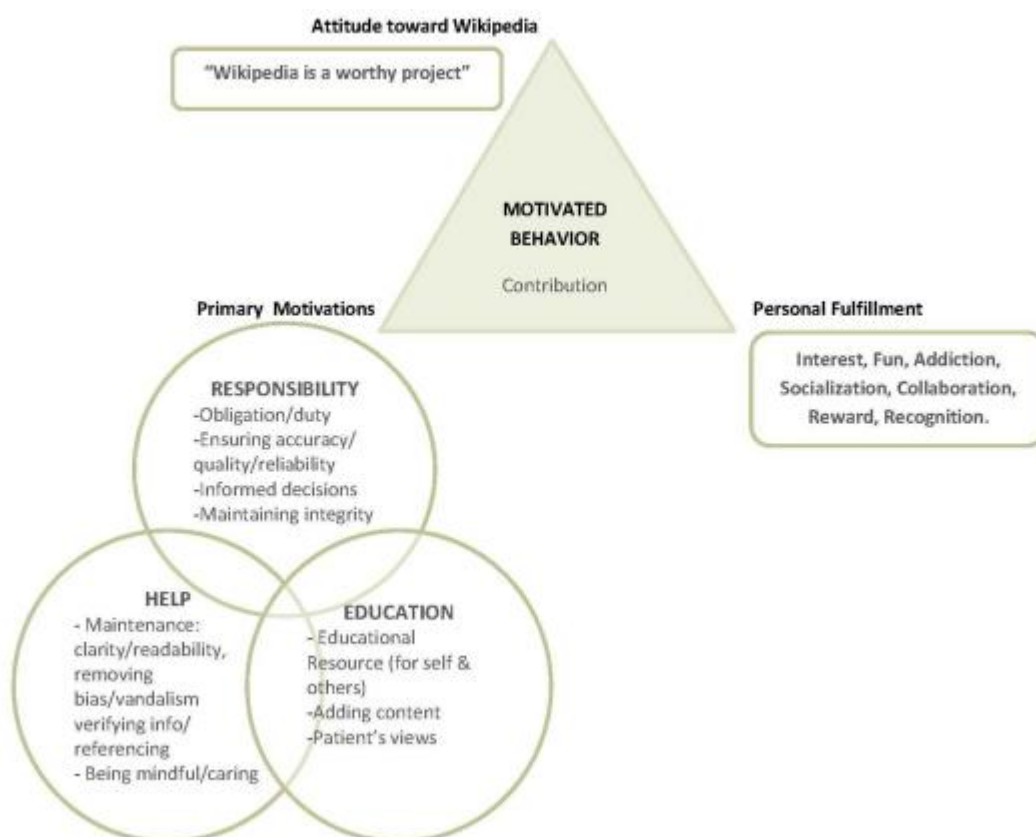 Attitude toward Wikipedia
“Wikipedia is a worthy project”
MOTIVATED
BEHAVIOR
Contribution
Primary Motivations
Personal Fulfillment
Interest, Fun, Addiction,
Socialization, Collaboration,
Reward, Recognition.
RESPONSIBILITY
-Obligation/duty
-Ensuring accuracy/
quality/reliability
-Informed decisions
-Maintaining integrity
HELP
- Maintenance:
clarity/readability,
removing
bias/vandalism
verifying info/
referencing
- Being mindful/caring
EDUCATION
- Educational
Resource (for self &
others)
-Adding content
-Patient’s views